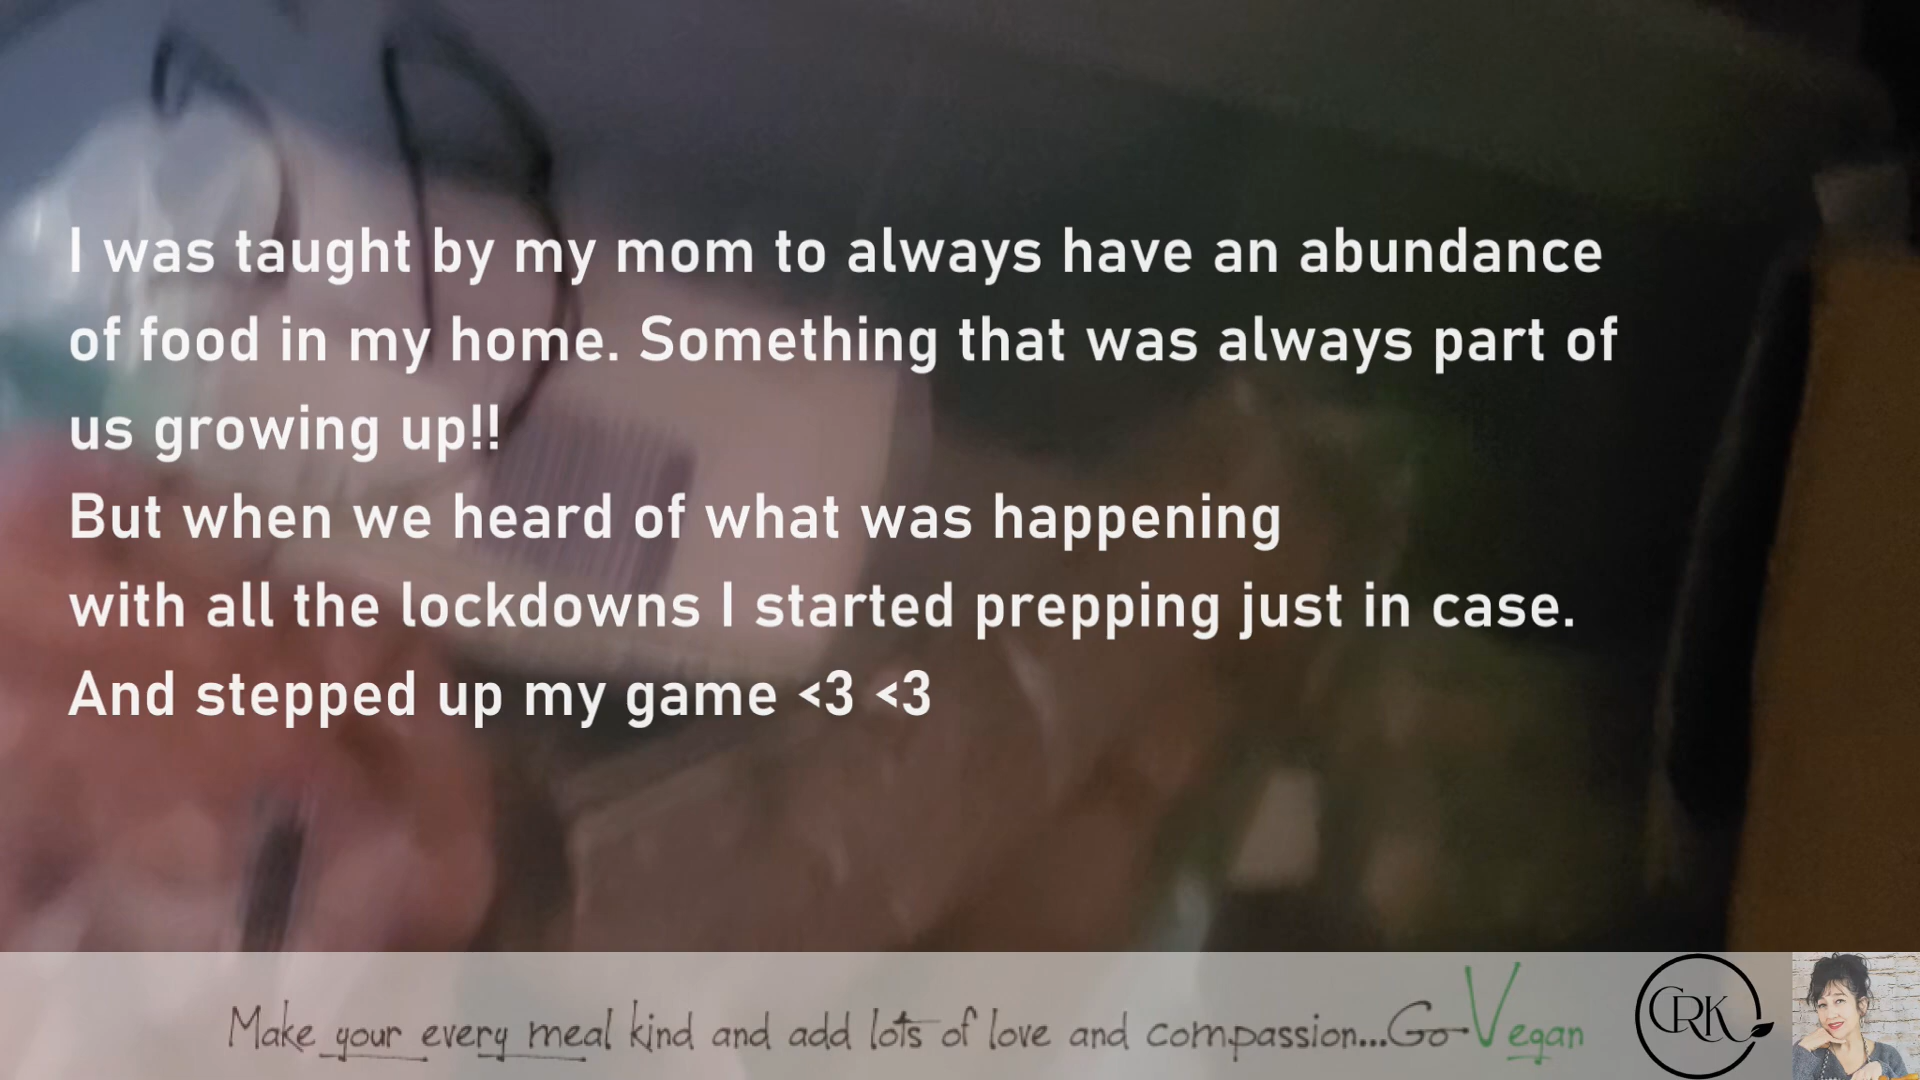 I was taught by my mom to always have an abundance
of food in my home. Something that was always part of
us growing up!!
But when we heard of what was happening
with all the lockdowns I started prepping just in case.
And stepped up my game <3 <3
Make your every meal kind and add lots of love and compassion...Go Vegan
CRK